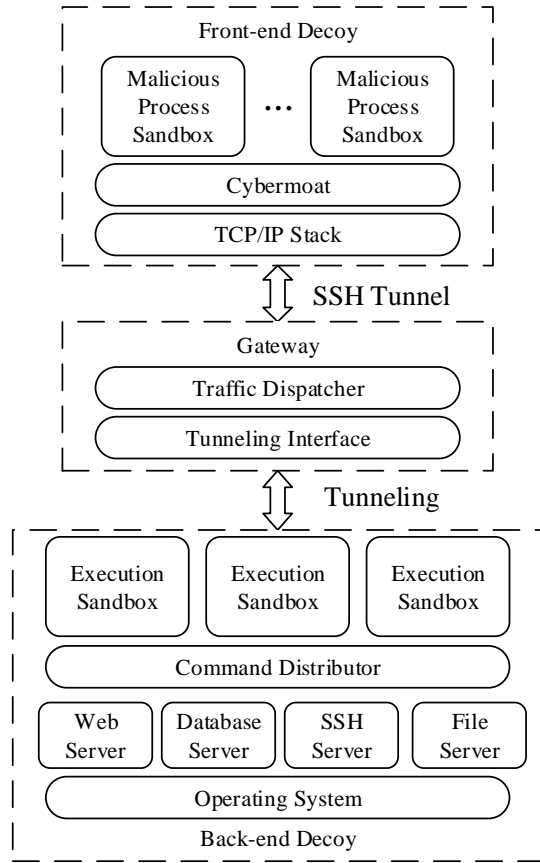 Front-end Decoy
Malicious
Process
Sandbox
...
Malicious
Process
Sandbox
Cybermoat
TCP/IP Stack
SSH Tunnel
Gateway
Traffic Dispatcher
Tunneling Interface
Tunneling
Execution
Sandbox
Execution
Sandbox
Execution
Sandbox
Command Distributor
Web
Server
Database
Server
SSH
Server
File
Server
Operating System
Back-end Decoy